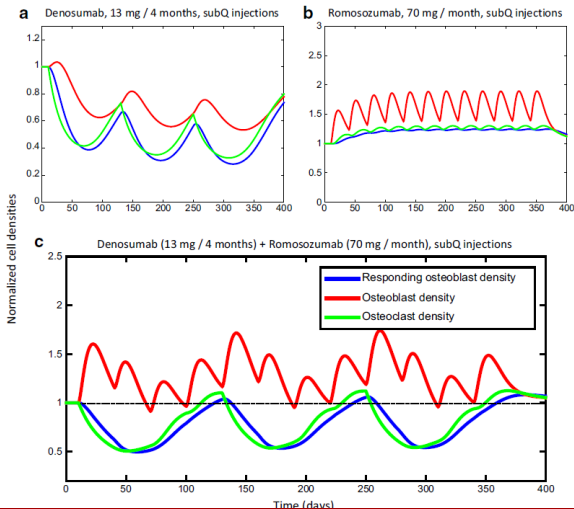 a Denosumab, 13 mg / 4 months, subQ injections
1.2
1
0.8
0.6
0.4
0.2
0
0 50 100 150 200 250 300 350 400
b Romosozumab, 70 mg / month, subQ injections
3
2.5
2
1.5
1
0.5
0
0 50 100 150 200 250 300 350 400
Normalized cell densities
c Denosumab (13 mg / 4 months) + Romosozumab (70 mg / month), subQ injections
2.5
2
1.5
1
0.5
Responding osteoblast density
Osteoblast density
Osteoclast density
0 50 100 150 200 250 300 350 400
Time (days)